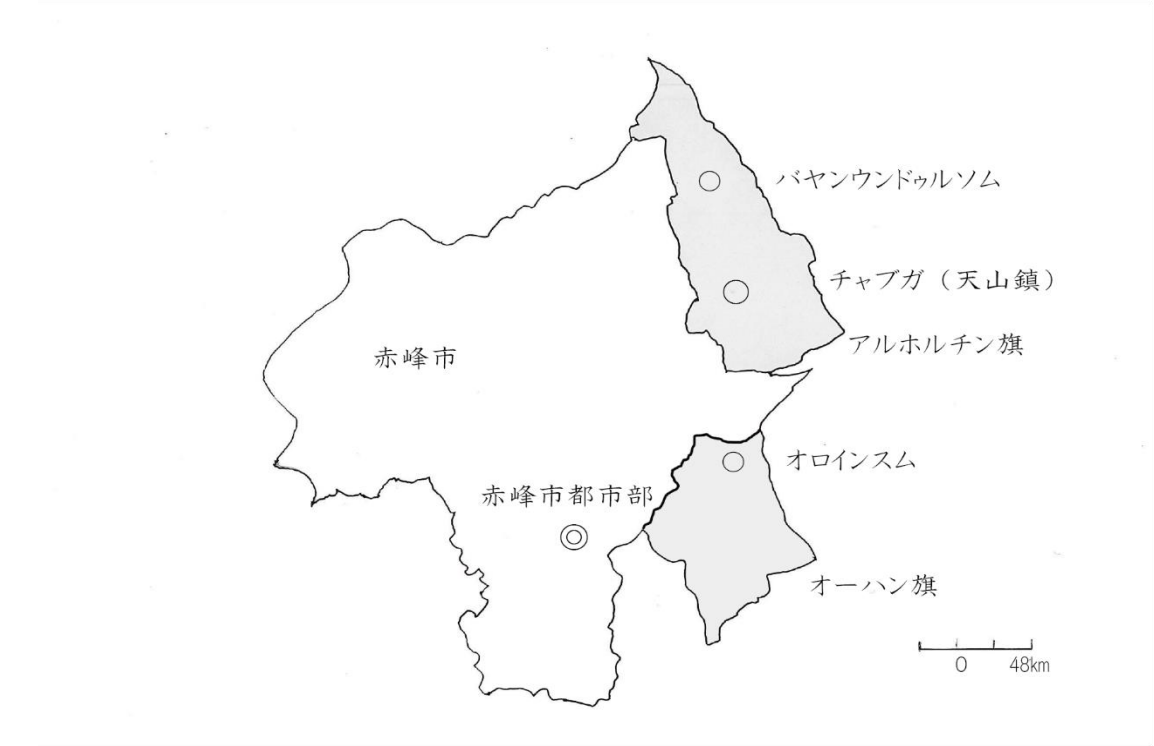 バヤンウンドゥルソム
チャブガ（天山鎮）
アルホルチン旗
赤峰市
オロインスム
赤峰市都市部
オーハン旗
0 48km